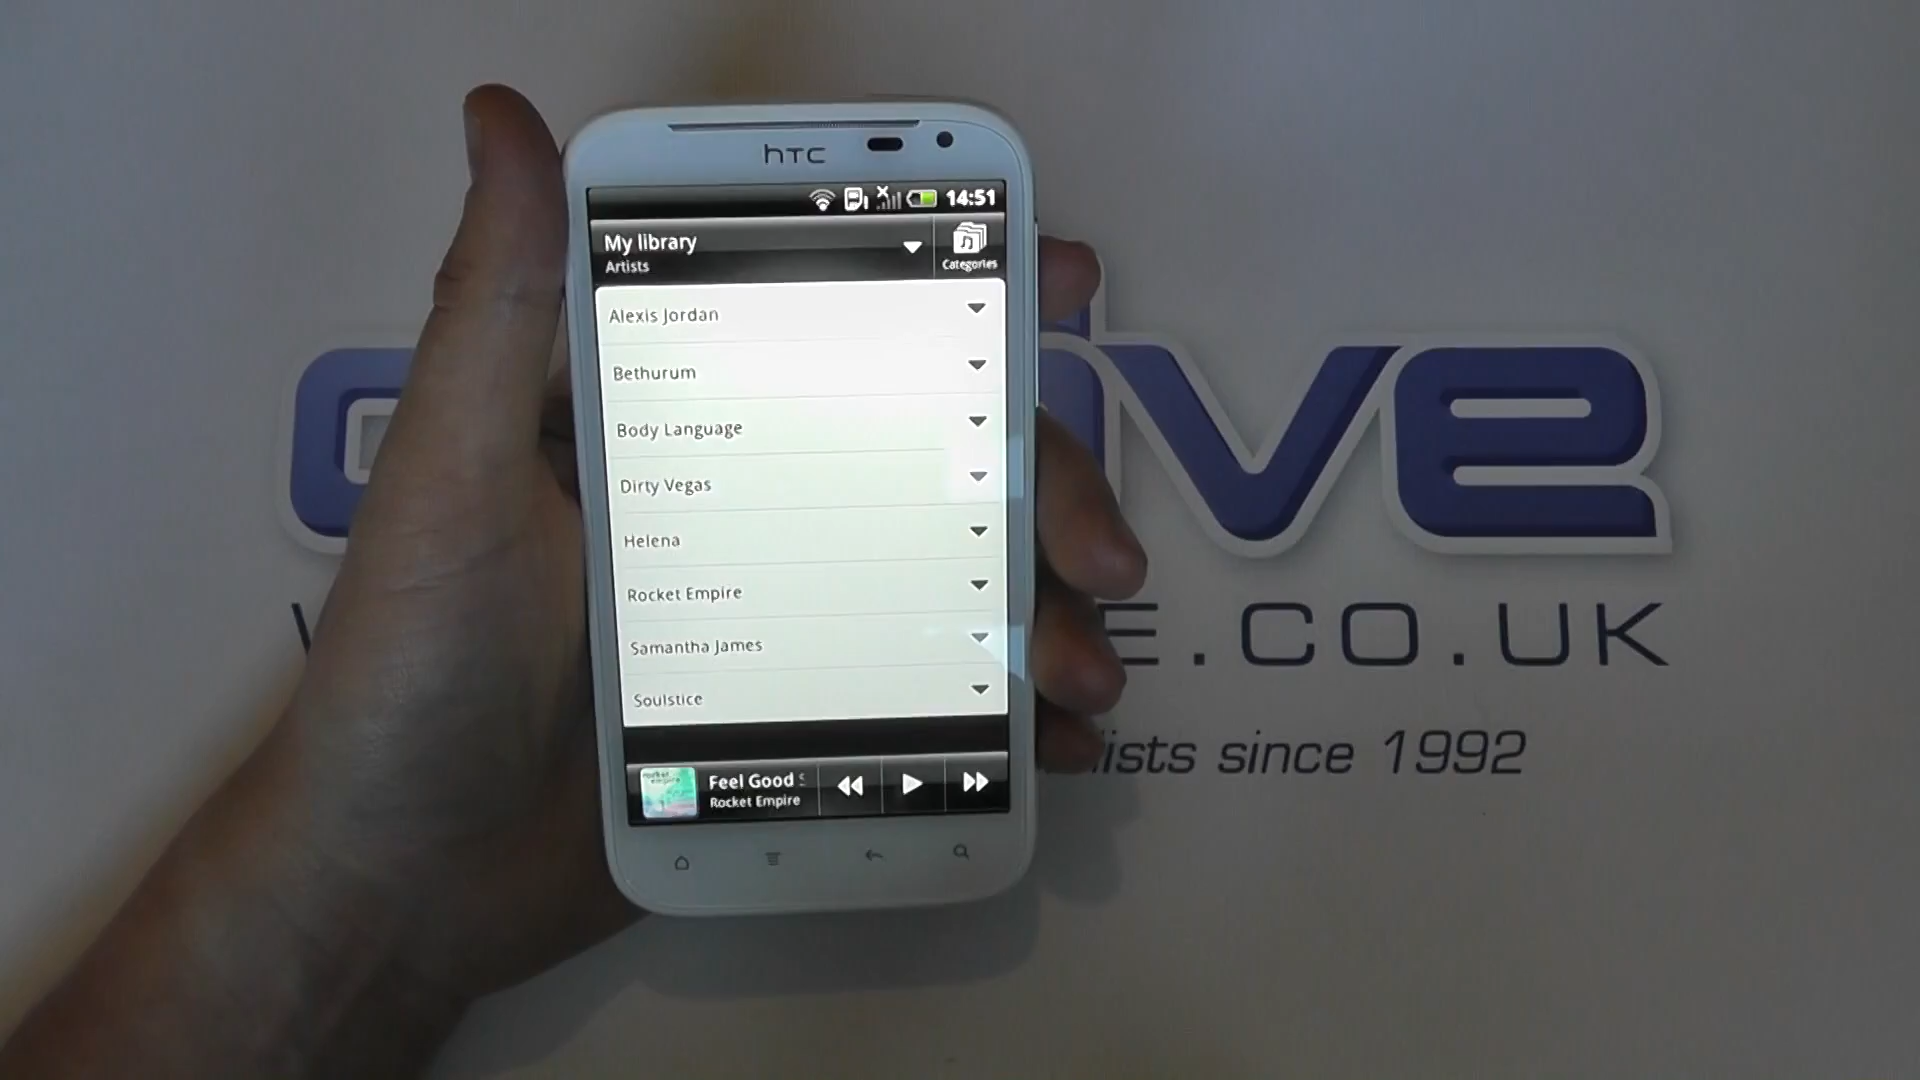 hTC
14:51
My library
Artists
Categories
Alexis Jordan
Bethurum
Body Language
Dirty Vegas
Helena
Rocket Empire
Samantha James
Soulstice
Feel Good
Rocket Empire
ive
E.CO.UK
since 1992